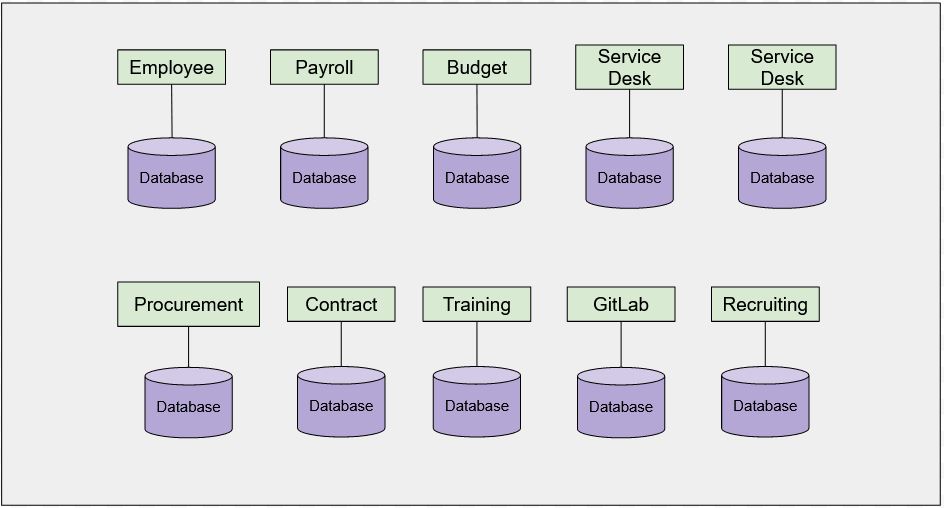 Employee
Payroll
Budget
Service
Desk
Service
Desk
Database
Database
Database
Database
Database
Procurement
Contract
Training
GitLab
Recruiting
Database
Database
Database
Database
Database